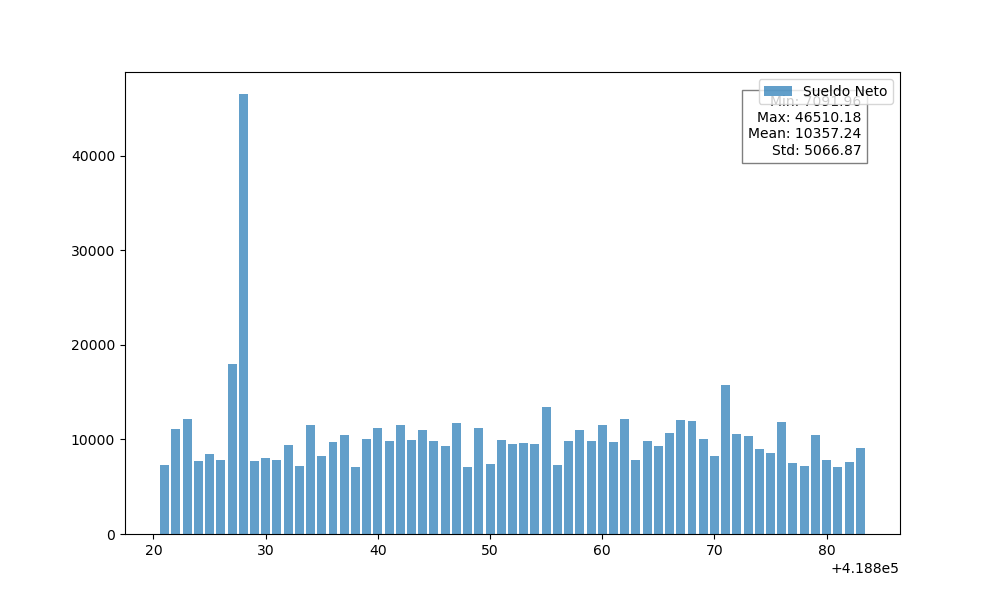 Sueldo Neto
Min: 7091.96
Max: 46510.18
Mean: 10357.24
Std: 5066.87
40000
30000
20000
10000
0
20 30 40 50 60 70 80
+4.188e5